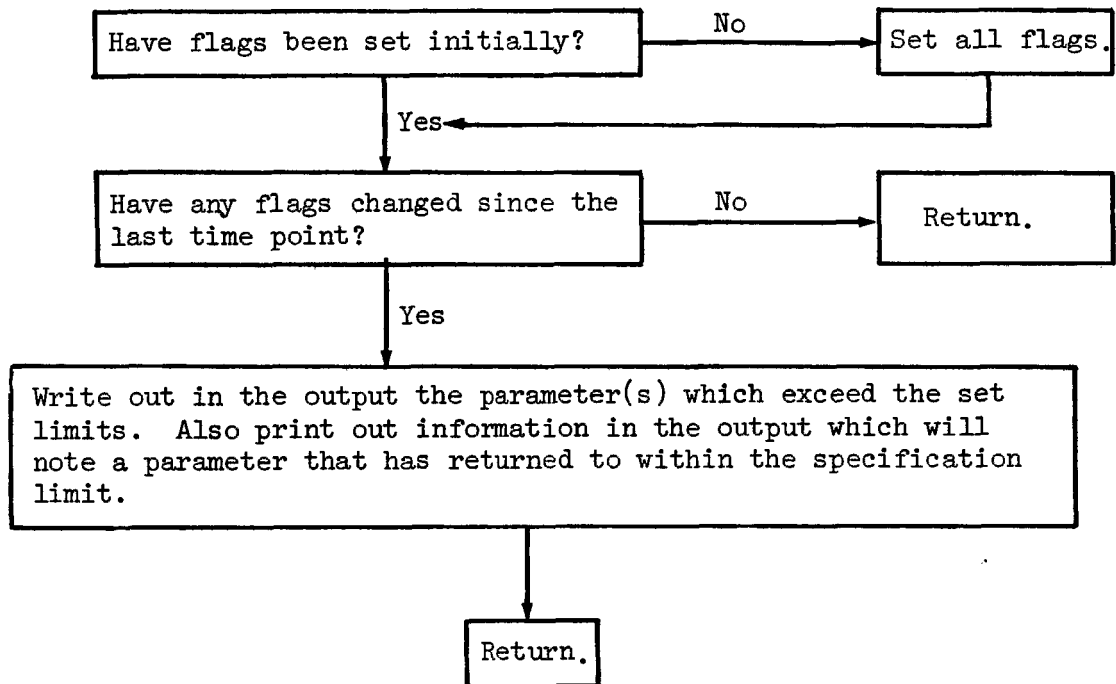 Have flags been set initially?
No
Set all flags.
Yes
Have any flags changed since the
last time point?
No
Return.
Yes
Write out in the output the parameter(s) which exceed the set
limits. Also print out information in the output which will
note a parameter that has returned to within the specification
limit.
Return.